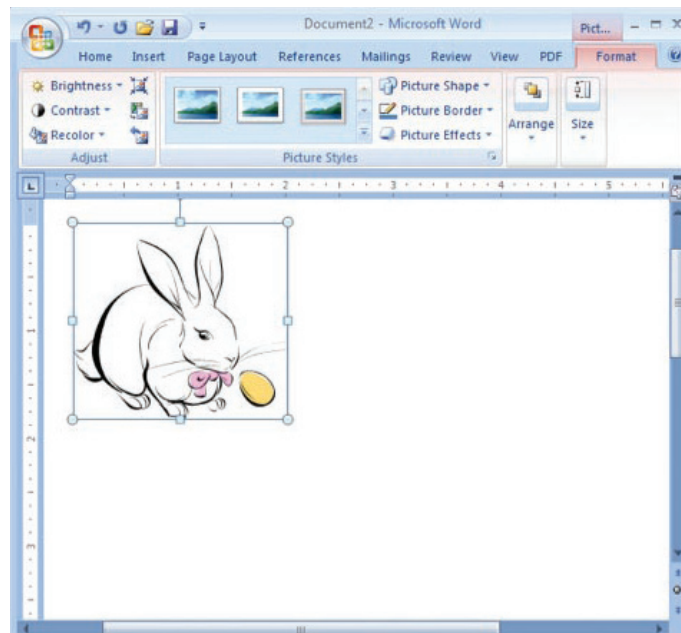 Document2 - Microsoft Word
Pict...
Home Insert Page Layout References Mailings Review View PDF Format
Brightness
Contrast
Recolor
Adjust
Picture Shape
Picture Border
Picture Effects
Picture Styles
Arrange
Size
L
1 2 3 4 5
1
2
3